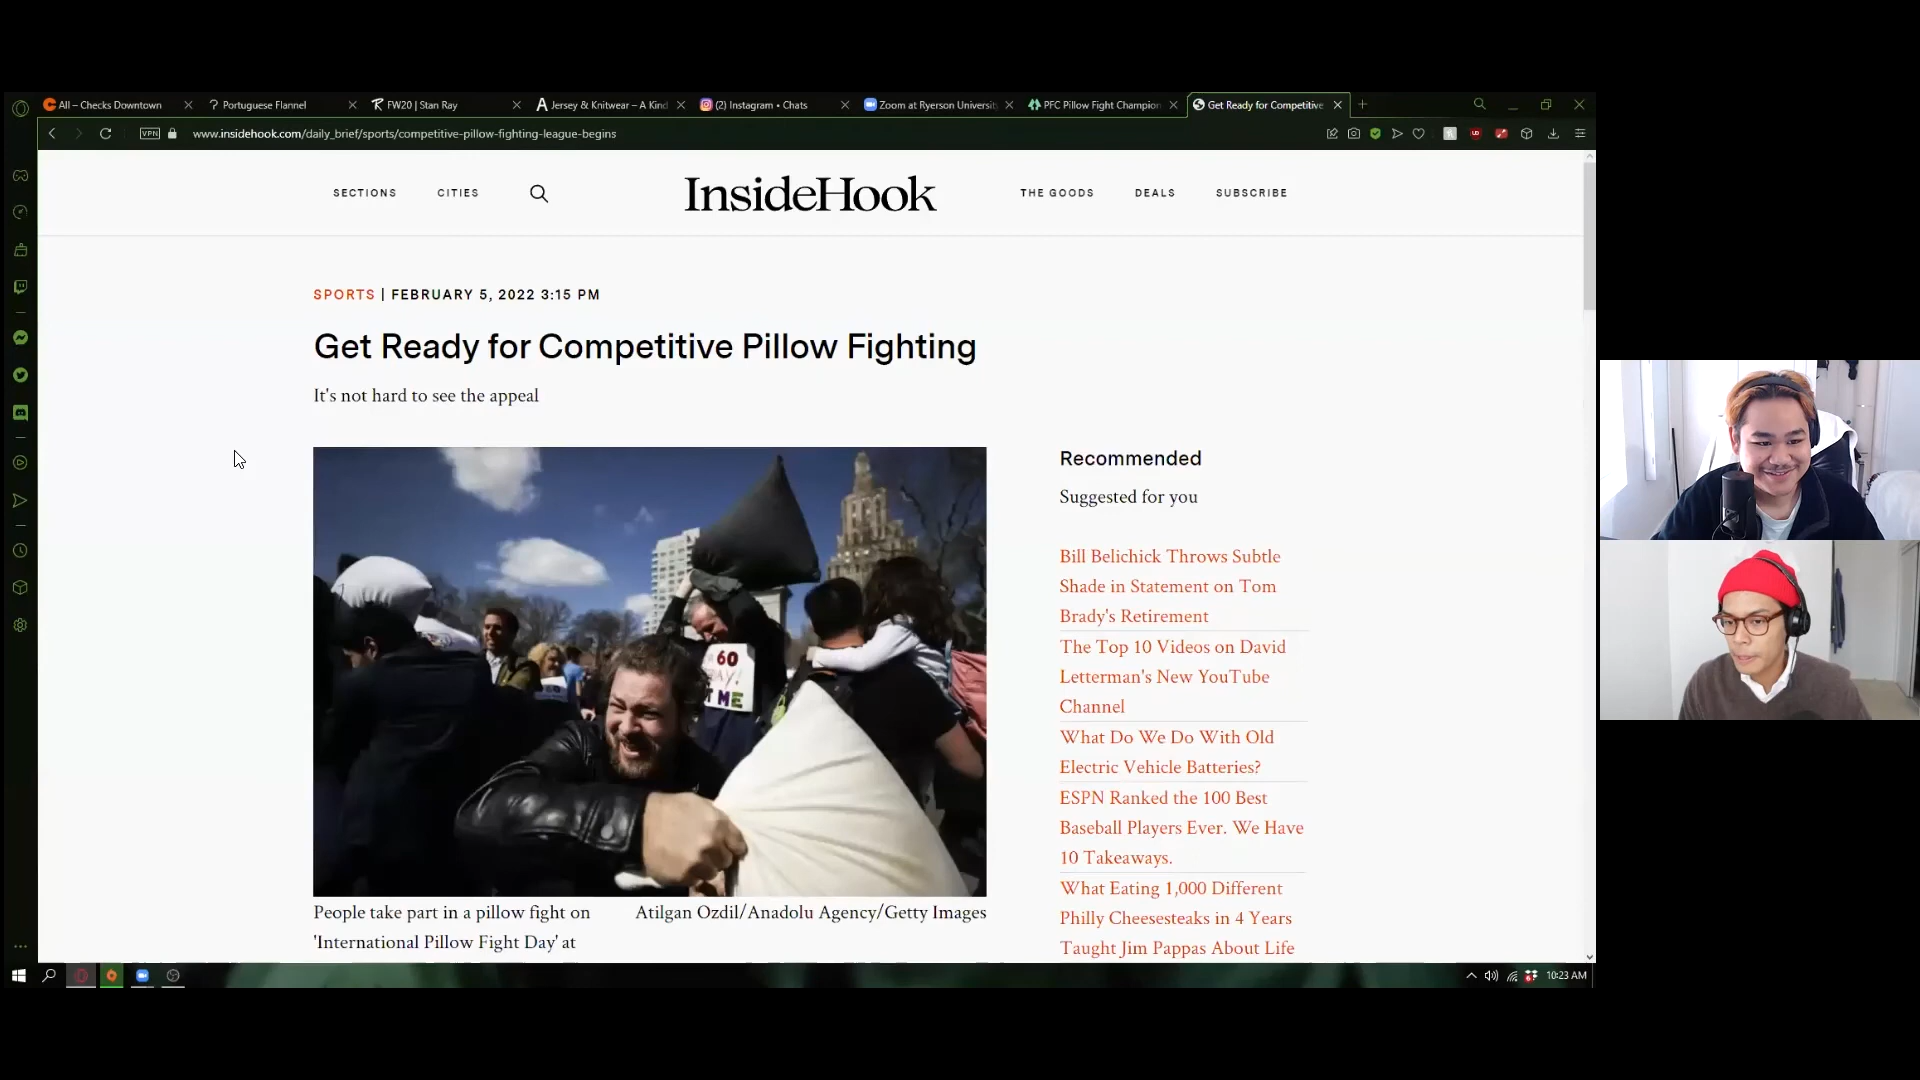 All – Checks Downtown
Portuguese Flannel
FW20 | Stan Ray
Jersey & Knitwear – A Kind
(2) Instagram • Chats
Zoom at Ryerson Universit
PFC Pillow Fight Champion
Get Ready for Competitive
VPN
www.insidehook.com/daily_brief/sports/competitive-pillow-fighting-league-begins
SECTIONS
CITIES
InsideHook
THE GOODS
DEALS
SUBSCRIBE
SPORTS | FEBRUARY 5, 2022 3:15 PM
Get Ready for Competitive Pillow Fighting
It's not hard to see the appeal
60
ME
People take part in a pillow fight on
'International Pillow Fight Day' at
Atilgan Ozdil/Anadolu Agency/Getty Images
Recommended
Suggested for you
Bill Belichick Throws Subtle
Shade in Statement on Tom
Brady's Retirement
The Top 10 Videos on David
Letterman's New YouTube
Channel
What Do We Do With Old
Electric Vehicle Batteries?
ESPN Ranked the 100 Best
Baseball Players Ever. We Have
10 Takeaways.
What Eating 1,000 Different
Philly Cheesesteaks in 4 Years
Taught Jim Pappas About Life
10:23 AM